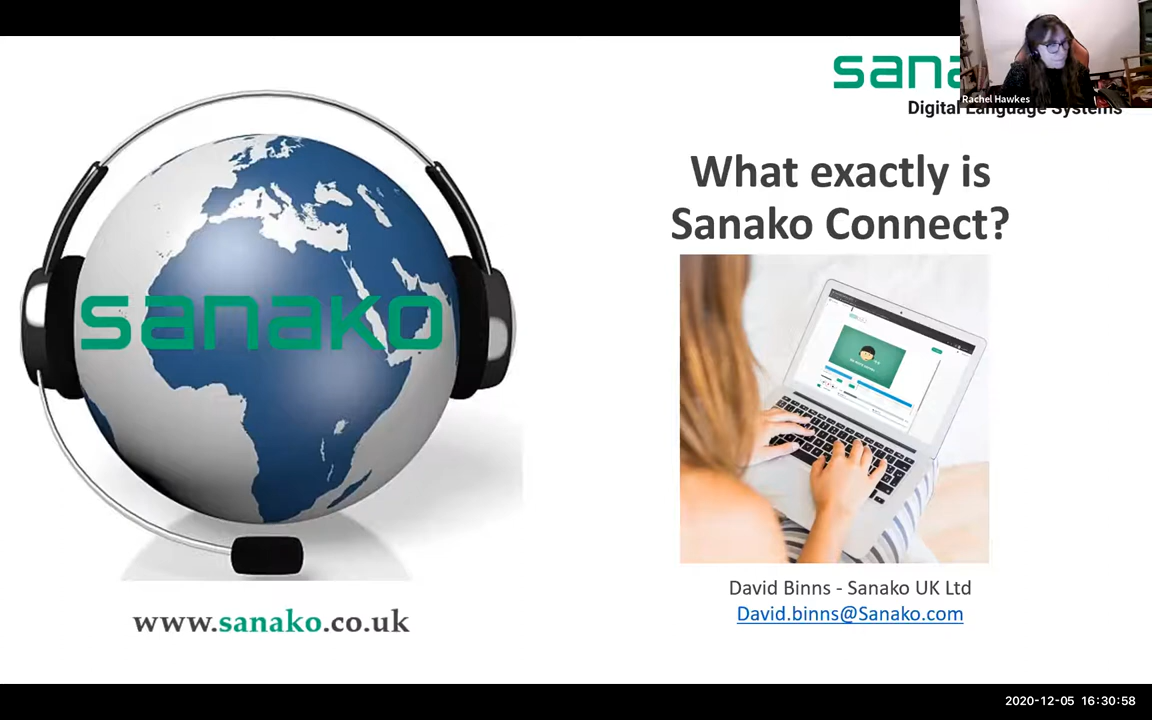 sana
Rachel Hawkes
Digital Language Systems
What exactly is
Sanako Connect?
sanako
David Binns - Sanako UK Ltd
David.binns@Sanako.com
www.sanako.co.uk
2020-12-05 16:30:58